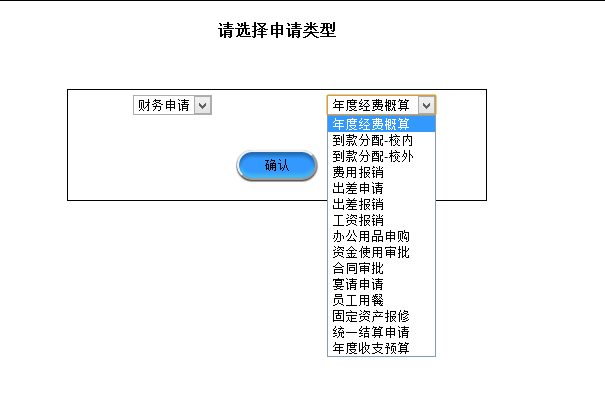 请选择申请类型
财务申请
年度经费概算
年度经费概算
到款分配-校内
到款分配-校外
费用报销
出差申请
出差报销
工资报销
办公用品申购
资金使用审批
合同审批
宴请申请
员工用餐
固定资产报修
统一结算申请
年度收支预算
确认